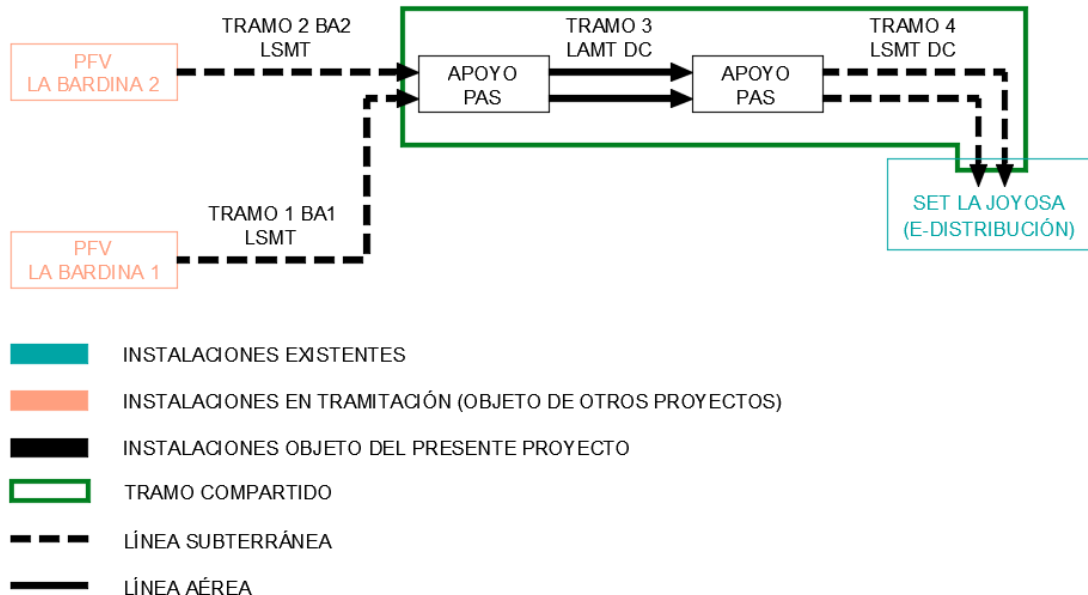 TRAMO 2 BA2
LSMT
TRAMO 3
LAMT DC
TRAMO 4
LSMT DC
PFV
LA BARDINA 2
APOYO
PAS
APOYO
PAS
TRAMO 1 BA1
LSMT
SET LA JOYOSA
(E-DISTRIBUCIÓN)
PFV
LA BARDINA 1
INSTALACIONES EXISTENTES
INSTALACIONES EN TRAMITACIÓN (OBJETO DE OTROS PROYECTOS)
INSTALACIONES OBJETO DEL PRESENTE PROYECTO
TRAMO COMPARTIDO
LÍNEA SUBTERRÁNEA
LÍNEA AÉREA